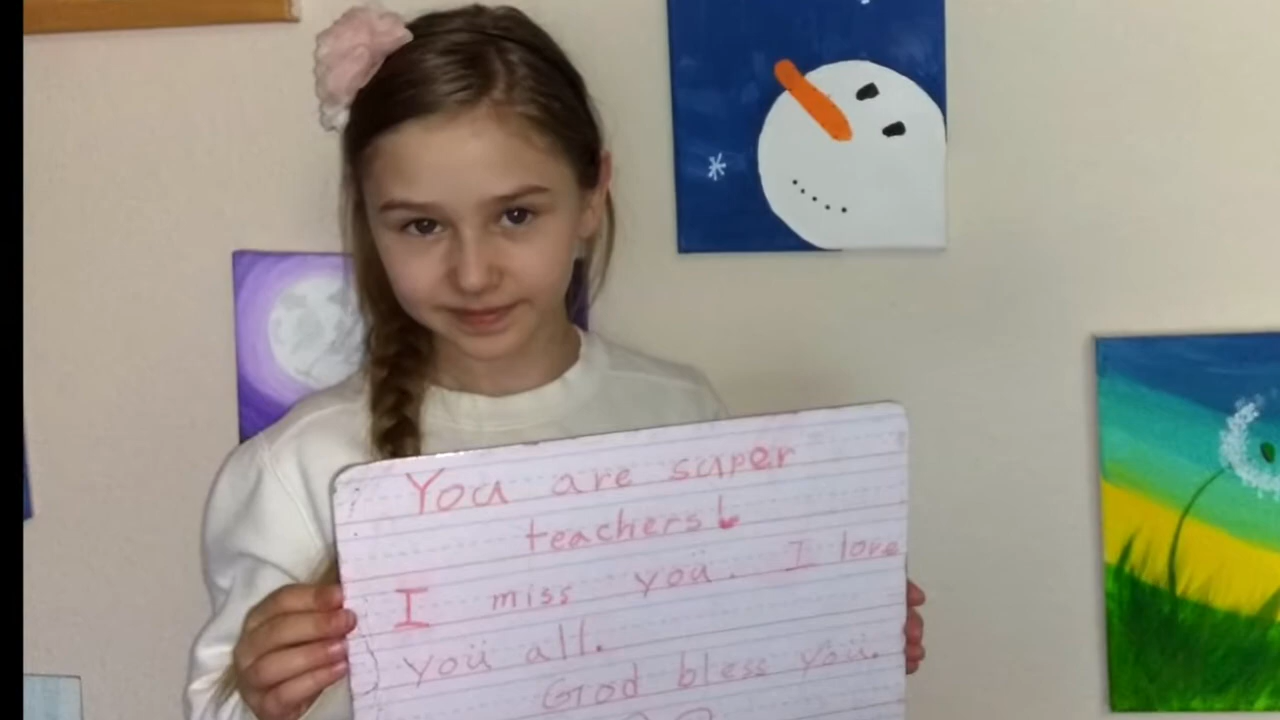 You are super
teachers!
I miss you. I love
you all.
God bless you.